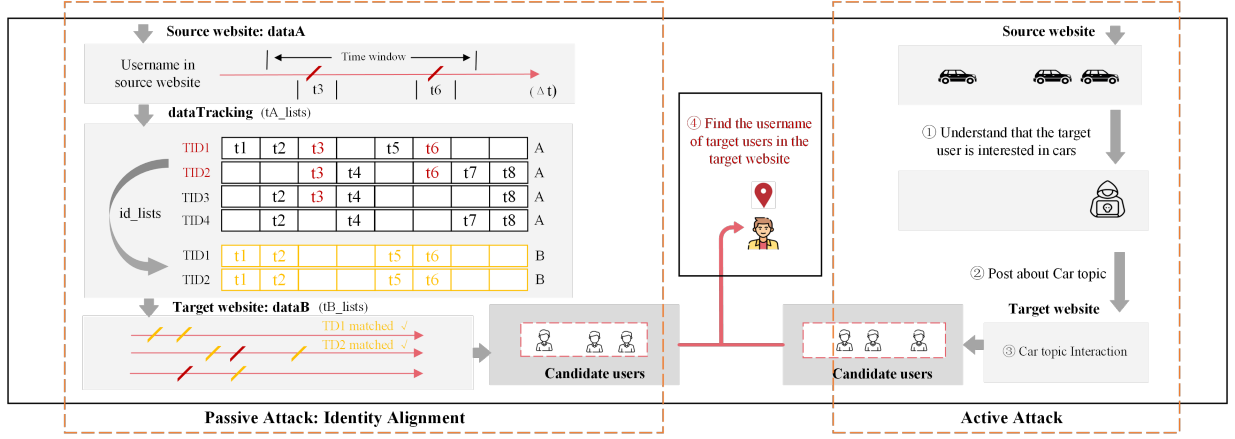 Source website: dataA
Username in
source website
Time window
t3 t6 (Δt)
dataTracking (tA_lists)
TID1 t1 t2 t3 t5 t6 A
TID2 t3 t4 t6 t7 t8 A
TID3 t2 t3 t4 t8 A
TID4 t2 t4 t7 t8 A
id_lists
TID1 t1 t2 t5 t6 B
TID2 t1 t2 t5 t6 B
Target website: dataB (tB_lists)
TD1 matched √
TD2 matched √
Candidate users
Passive Attack: Identity Alignment
④ Find the username
of target users in the
target website
Source website
① Understand that the target
user is interested in cars
② Post about Car topic
Target website
③ Car topic Interaction
Candidate users
Active Attack